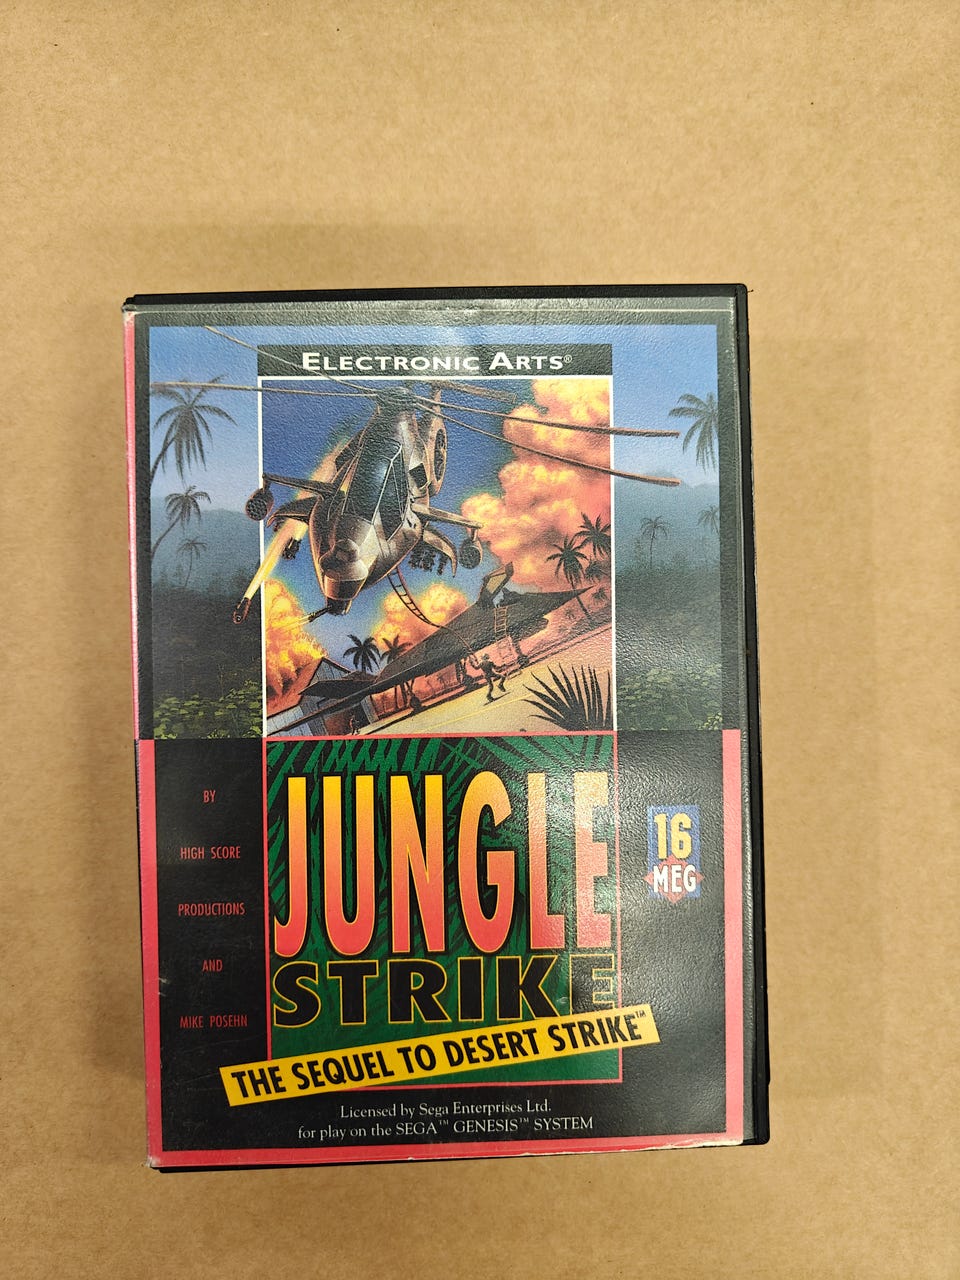 ELECTRONIC ARTS®
BY
HIGH SCORE
PRODUCTIONS
AND
MIKE POSEHN
16
MEG
JUNGLE
STRIKE
THE SEQUEL TO DESERT STRIKE™
Licensed by Sega Enterprises Ltd.
for play on the SEGA™ GENESIS™ SYSTEM